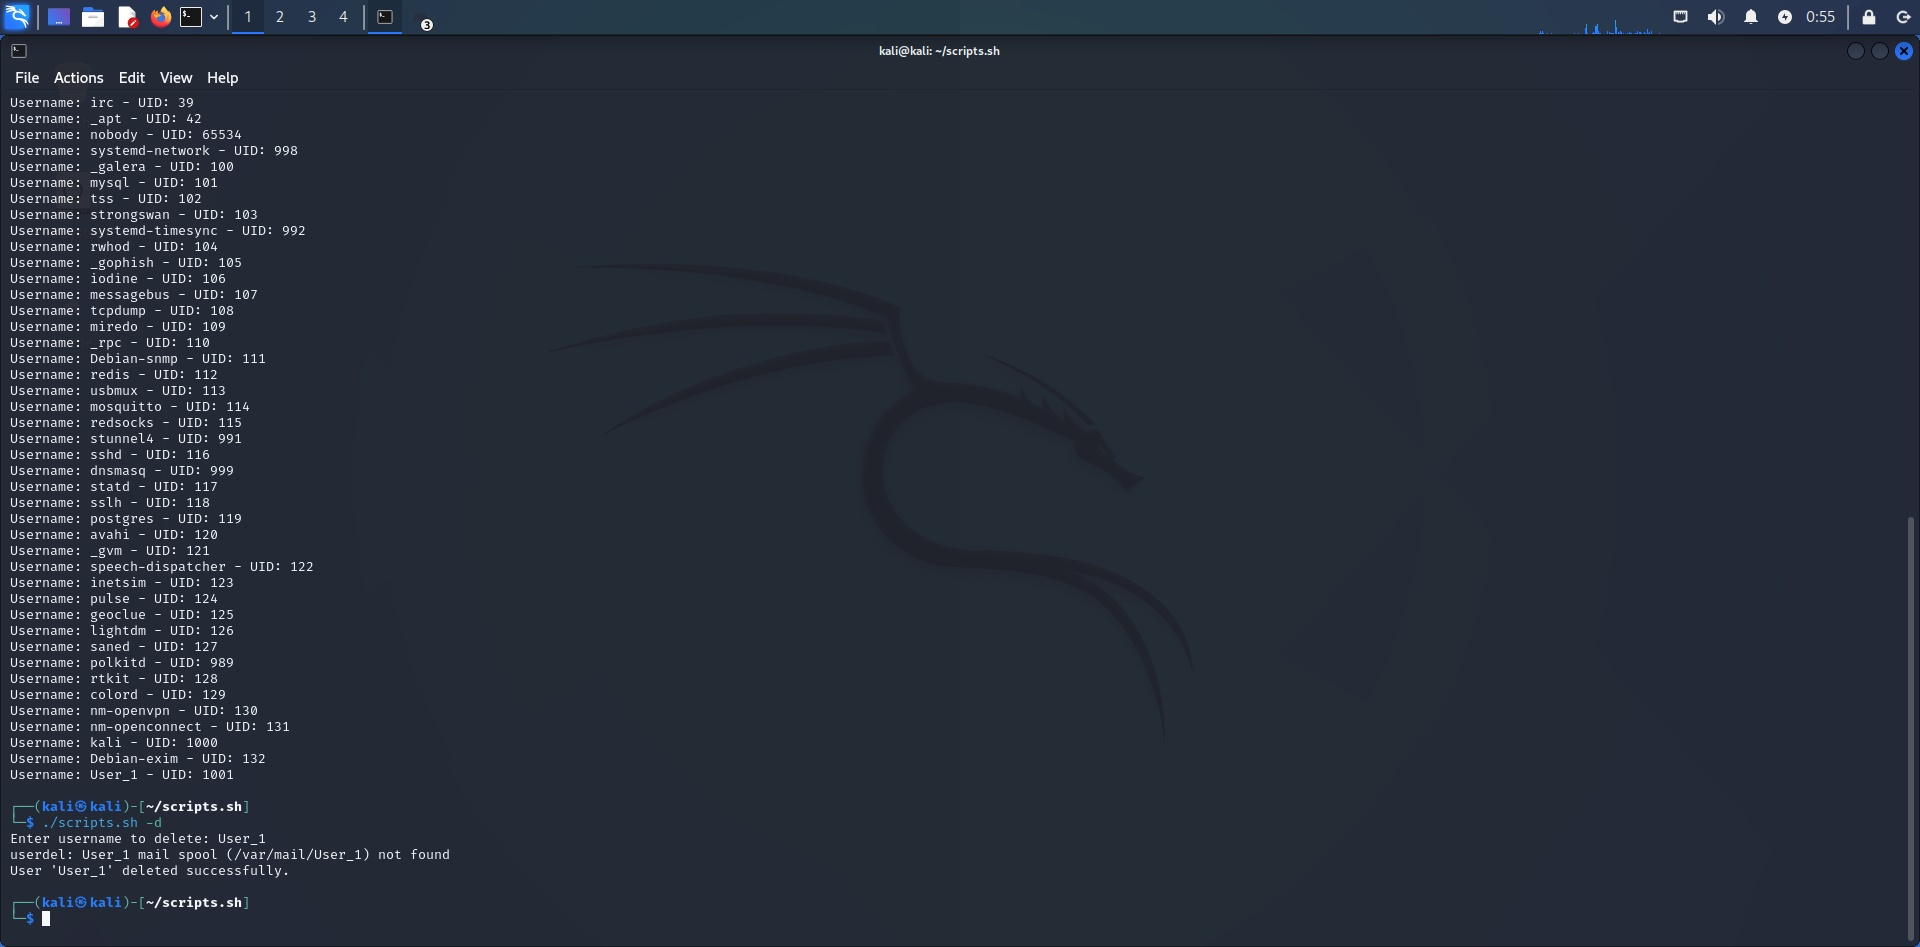 1 2 3 4 3 0:55
kali@kali: ~/scripts.sh
File Actions Edit View Help
Username: irc - UID: 39
Username: _apt - UID: 42
Username: nobody - UID: 65534
Username: systemd-network - UID: 998
Username: _galera - UID: 100
Username: mysql - UID: 101
Username: tss - UID: 102
Username: strongswan - UID: 103
Username: systemd-timesync - UID: 992
Username: rwhod - UID: 104
Username: _gophish - UID: 105
Username: iodine - UID: 106
Username: messagebus - UID: 107
Username: tcpdump - UID: 108
Username: miredo - UID: 109
Username: _rpc - UID: 110
Username: Debian-snmp - UID: 111
Username: redis - UID: 112
Username: usbmux - UID: 113
Username: mosquitto - UID: 114
Username: redsocks - UID: 115
Username: stunnel4 - UID: 991
Username: sshd - UID: 116
Username: dnsmasq - UID: 999
Username: statd - UID: 117
Username: sslh - UID: 118
Username: postgres - UID: 119
Username: avahi - UID: 120
Username: _gvm - UID: 121
Username: speech-dispatcher - UID: 122
Username: inetsim - UID: 123
Username: pulse - UID: 124
Username: geoclue - UID: 125
Username: lightdm - UID: 126
Username: saned - UID: 127
Username: polkitd - UID: 989
Username: rtkit - UID: 128
Username: colord - UID: 129
Username: nm-openvpn - UID: 130
Username: nm-openconnect - UID: 131
Username: kali - UID: 1000
Username: Debian-exim - UID: 132
Username: User_1 - UID: 1001
┌──(kali㉿kali)-[~/scripts.sh]
└─$ ./scripts.sh -d
Enter username to delete: User_1
userdel: User_1 mail spool (/var/mail/User_1) not found
User 'User_1' deleted successfully.
┌──(kali㉿kali)-[~/scripts.sh]
└─$